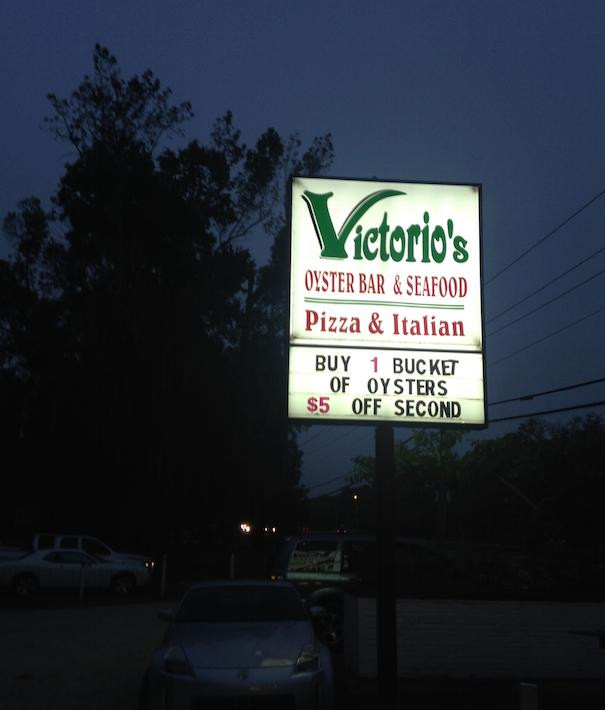 Victorio's
OYSTER BAR & SEAFOOD
Pizza & Italian
BUY 1 BUCKET
OF OYSTERS
$5 OFF SECOND